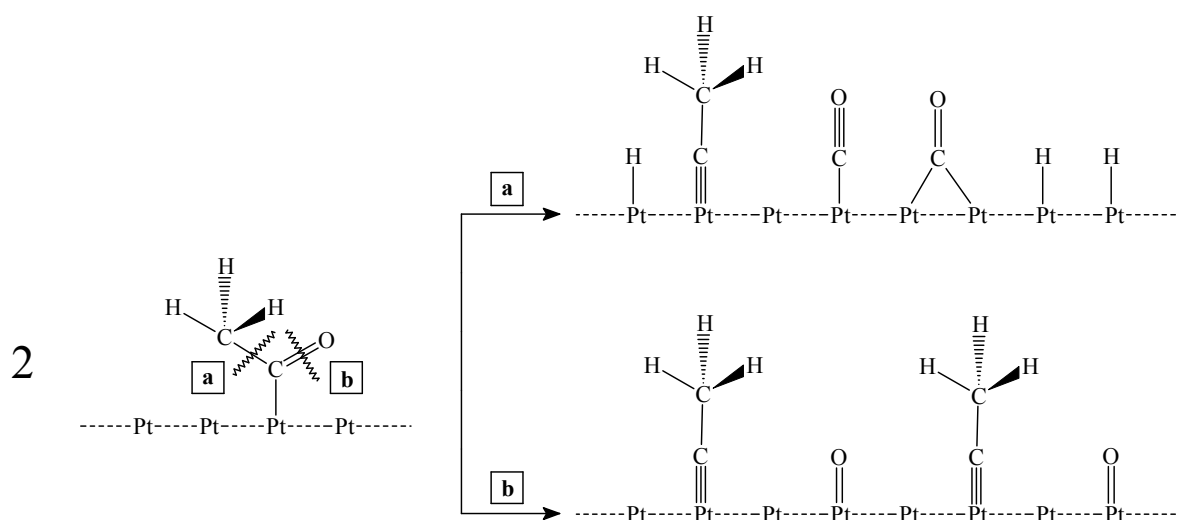 H
H H
C O O
H C C H H
a
Pt Pt Pt Pt Pt Pt Pt Pt
H
H H
C O
2 a C b
Pt Pt Pt Pt
H H
H H H H
C C
C O C O
b
Pt Pt Pt Pt Pt Pt Pt Pt